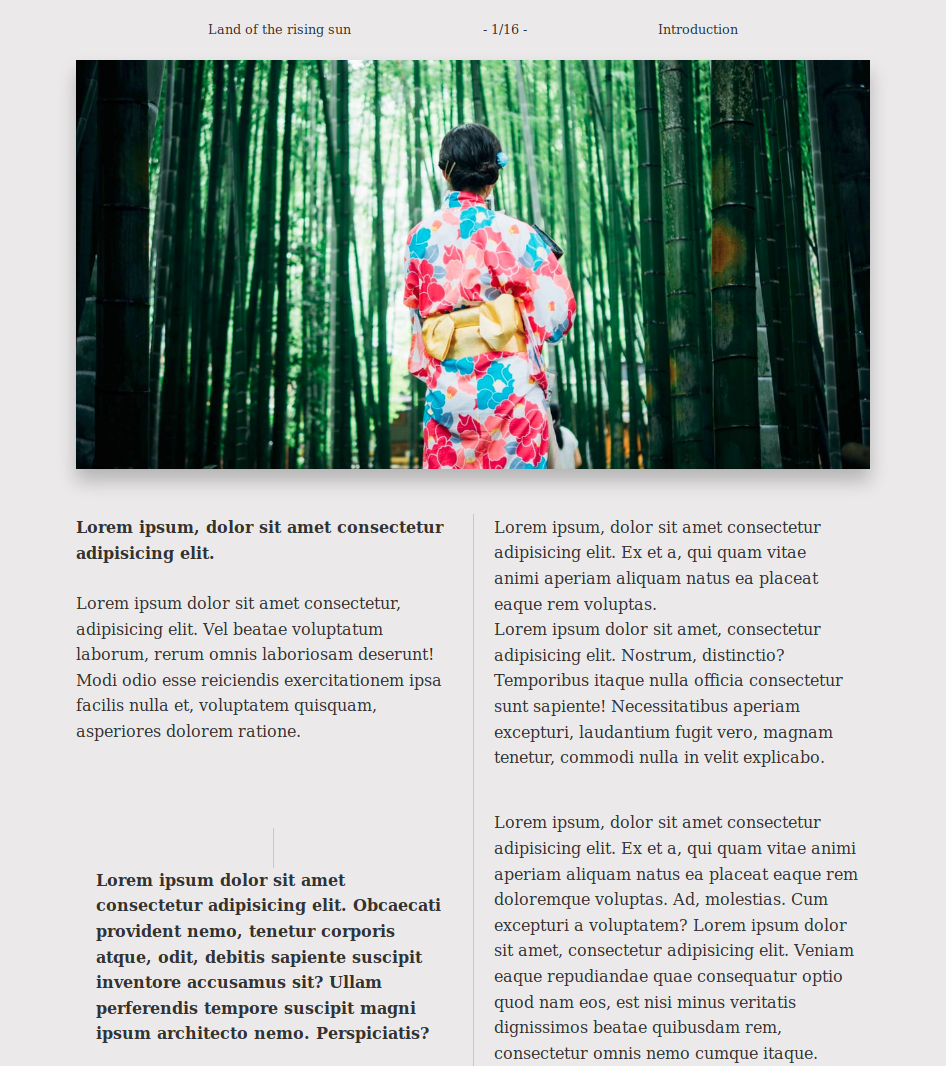 Land of the rising sun
- 1/16 -
Introduction
Lorem ipsum, dolor sit amet consectetur
adipisicing elit.
Lorem ipsum dolor sit amet consectetur,
adipisicing elit. Vel beatae voluptatum
laborum, rerum omnis laboriosam deserunt!
Modi odio esse reiciendis exercitationem ipsa
facilis nulla et, voluptatem quisquam,
asperiores dolorem ratione.
Lorem ipsum dolor sit amet
consectetur adipisicing elit. Obcaecati
provident nemo, tenetur corporis
atque, odit, debitis sapiente suscipit
inventore accusamus sit? Ullam
perferendis tempore suscipit magni
ipsum architecto nemo. Perspiciatis?
Lorem ipsum, dolor sit amet consectetur
adipisicing elit. Ex et a, qui quam vitae
animi aperiam aliquam natus ea placeat
eaque rem voluptas.
Lorem ipsum dolor sit amet, consectetur
adipisicing elit. Nostrum, distinctio?
Temporibus itaque nulla officia consectetur
sunt sapiente! Necessitatibus aperiam
excepturi, laudantium fugit vero, magnam
tenetur, commodi nulla in velit explicabo.
Lorem ipsum, dolor sit amet consectetur
adipisicing elit. Ex et a, qui quam vitae animi
aperiam aliquam natus ea placeat eaque rem
doloremque voluptas. Ad, molestias. Cum
excepturi a voluptatem? Lorem ipsum dolor
sit amet, consectetur adipisicing elit. Veniam
eaque repudiandae quae consequatur optio
quod nam eos, est nisi minus veritatis
dignissimos beatae quibusdam rem,
consectetur omnis nemo cumque itaque.